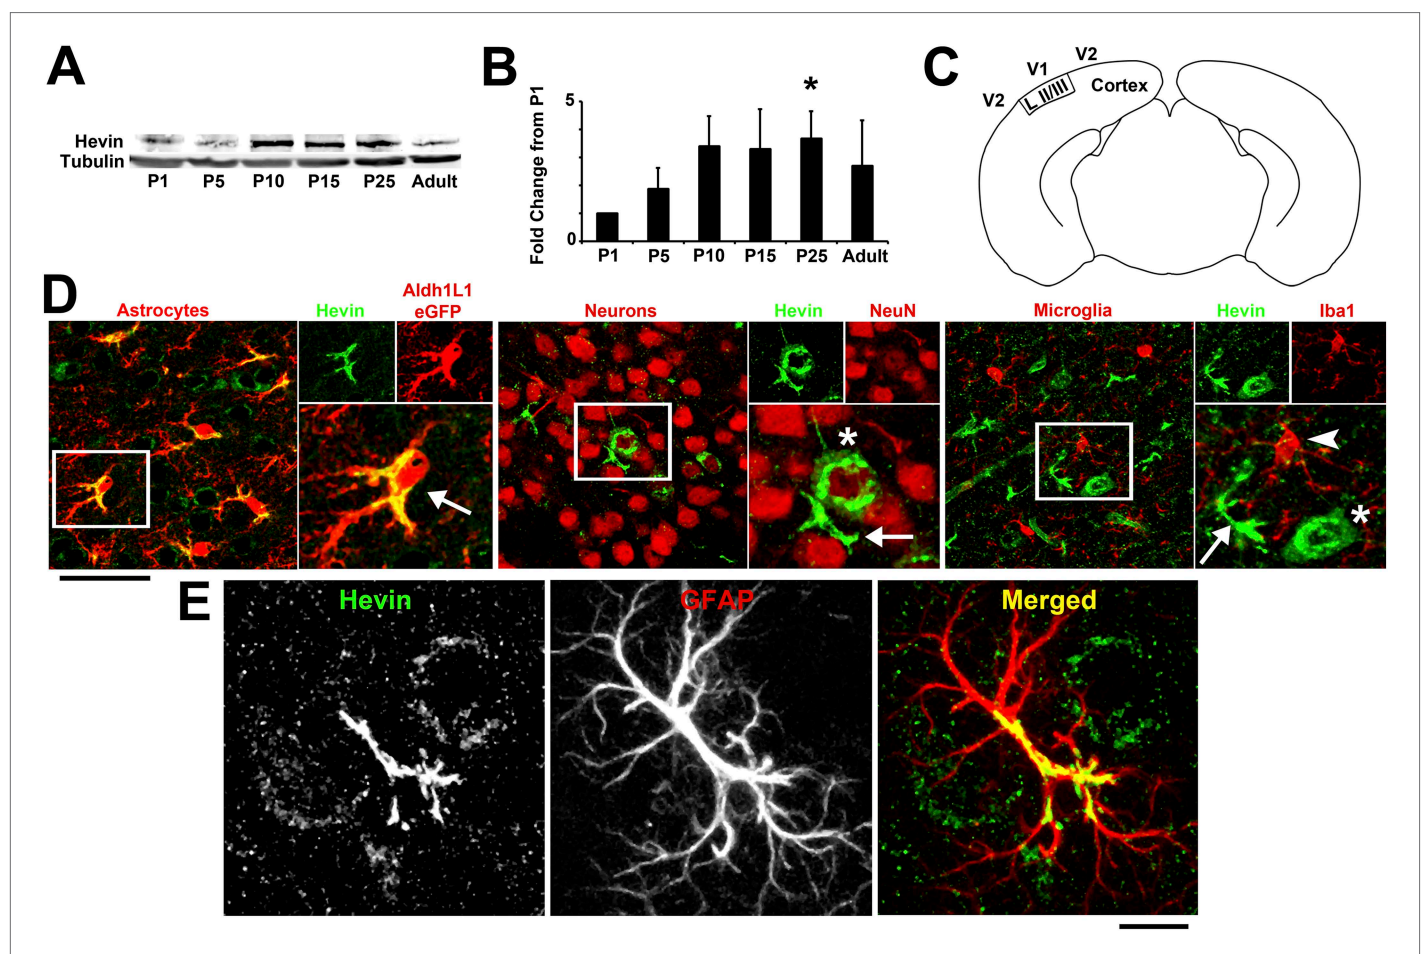 A
Hevin
Tubulin
P1 P5 P10 P15 P25 Adult
B
Fold Change from P1
5
0
*
P1 P5 P10 P15 P25 Adult
C
V2
V1
V2
L II/III
Cortex
D
Astrocytes
Hevin
Aldh1L1
eGFP
Neurons
Hevin
NeuN
*
Microglia
Hevin
Iba1
*
E
Hevin
GFAP
Merged